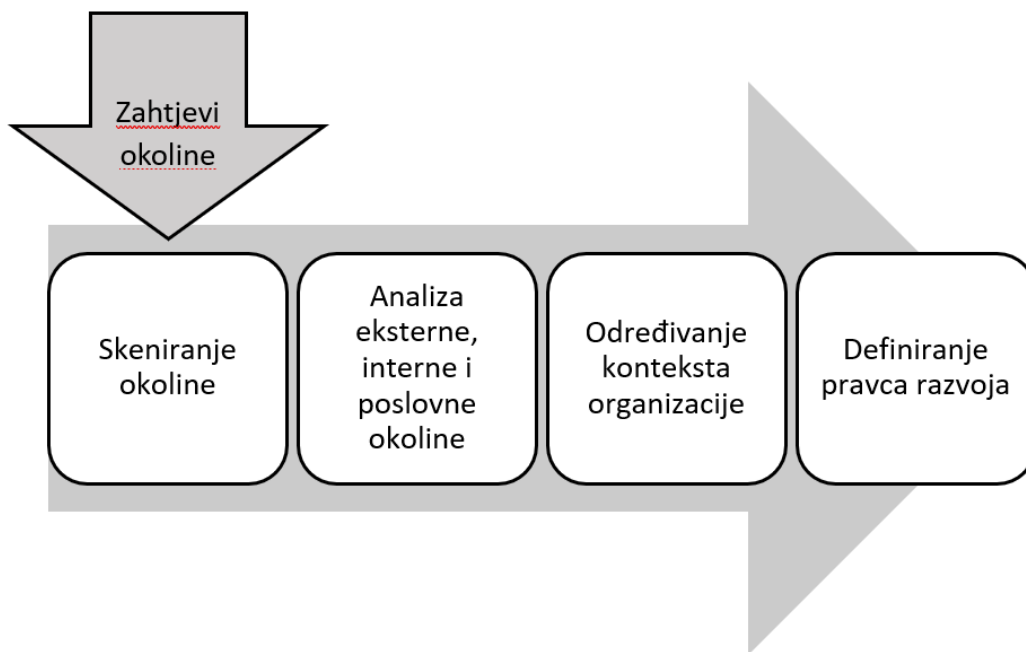 Zahtjevi
okoline
Skeniranje
okoline
Analiza
eksterne,
interne i
poslovne
okoline
Određivanje
konteksta
organizacije
Definiranje
pravca razvoja